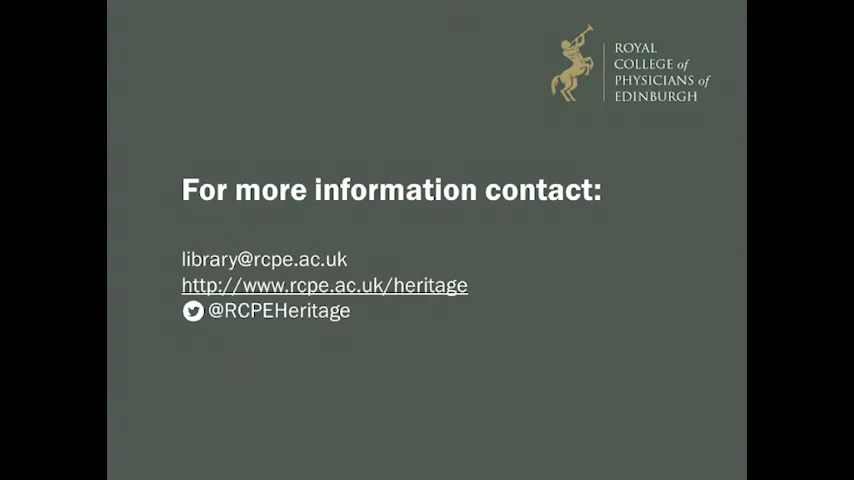 ROYAL
COLLEGE of
PHYSICIANS of
EDINBURGH
For more information contact:
library@rcpe.ac.uk
http://www.rcpe.ac.uk/heritage
@RCPEHeritage